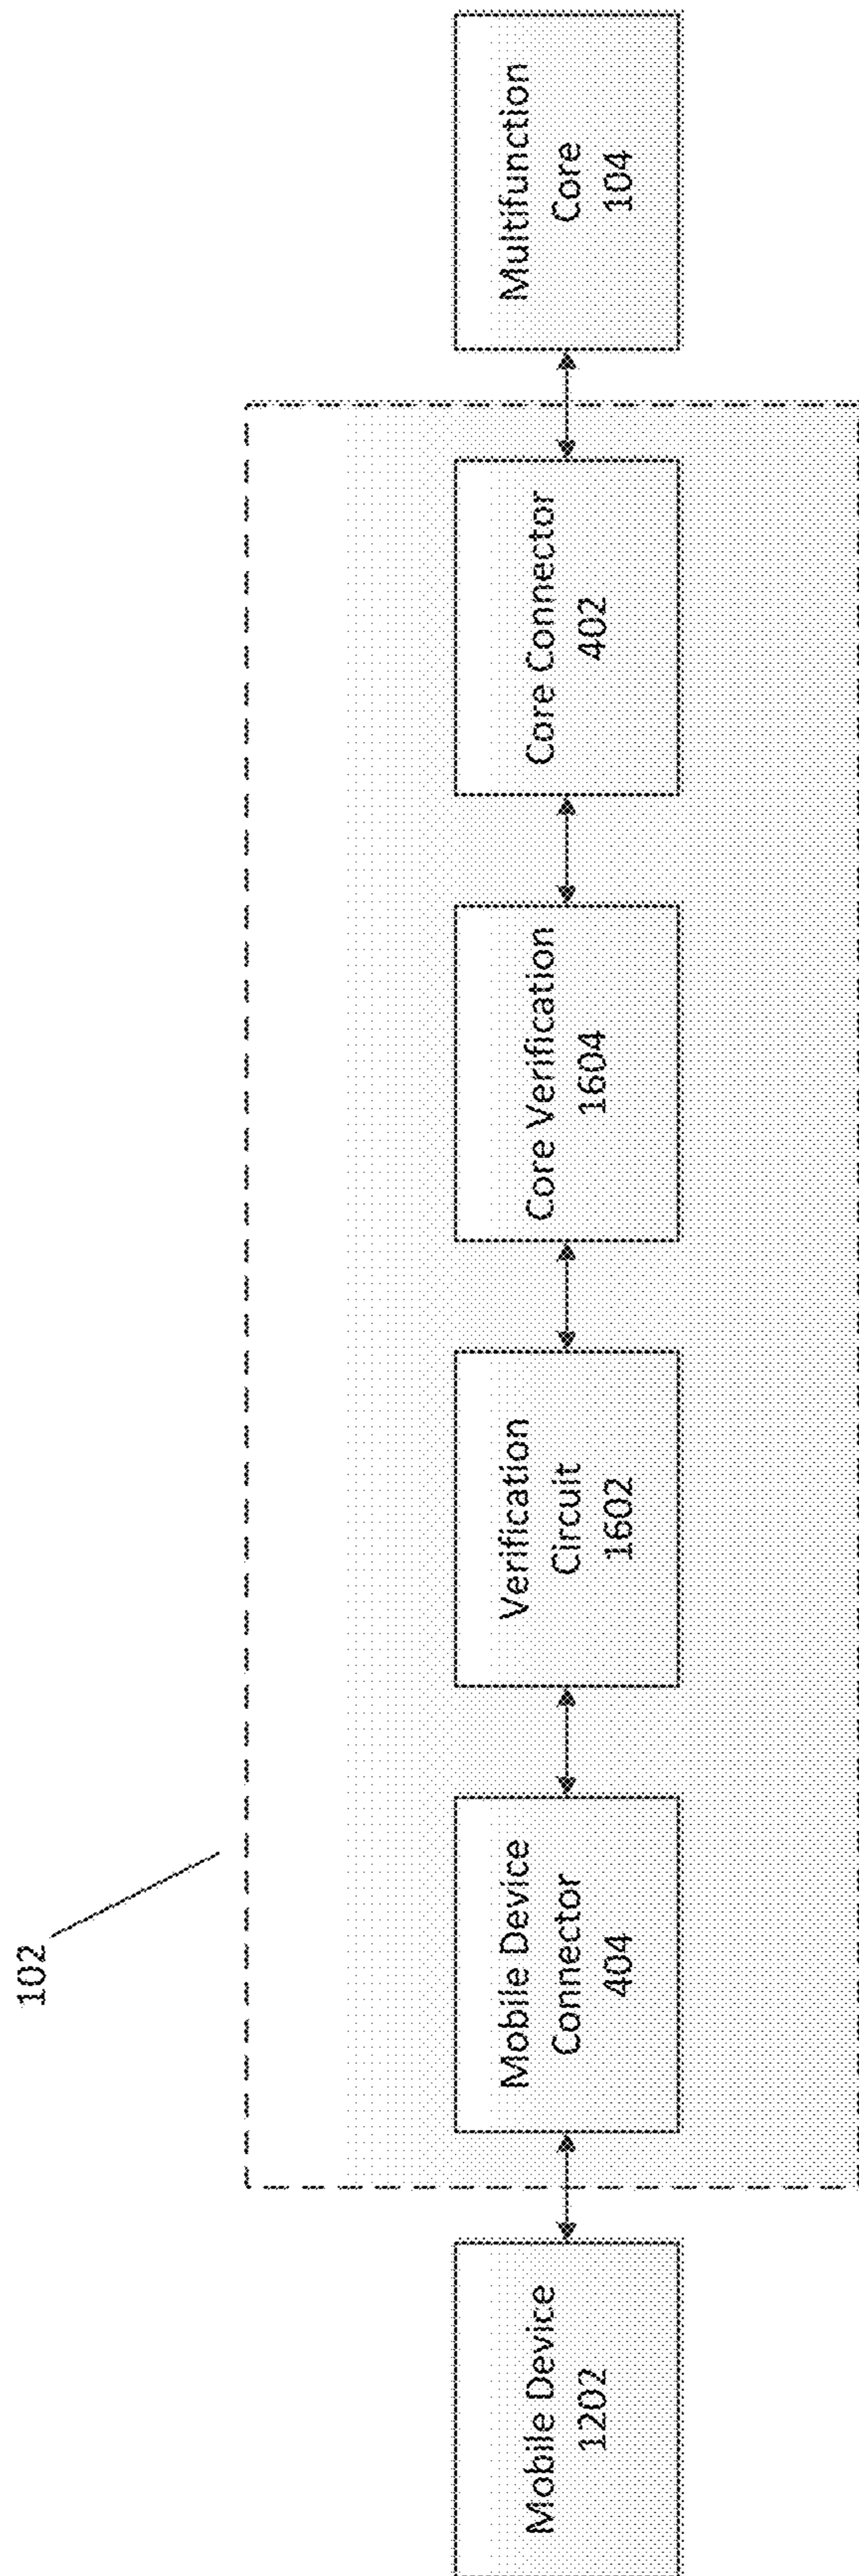 102
Mobile Device
1202
Mobile Device
Connector
404
Verification
Circuit
1602
Core Verification
1604
Core Connector
402
Multifunction
Core
104